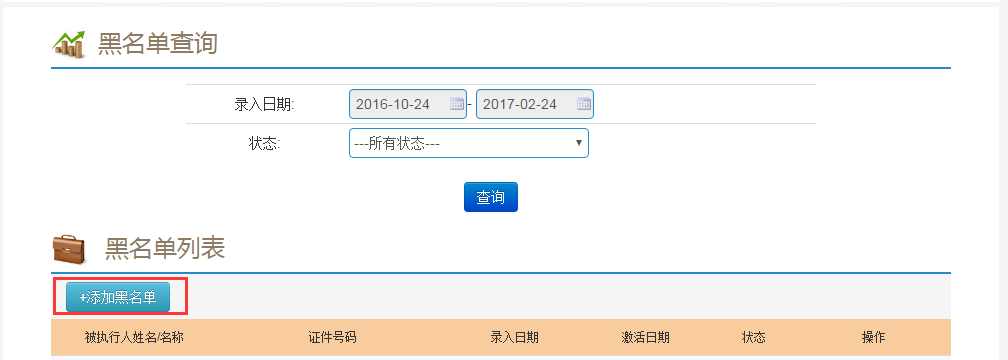 黑名单查询
录入日期: 2016-10-24 - 2017-02-24
状态: ---所有状态---
查询
黑名单列表
+添加黑名单
被执行人姓名/名称 证件号码 录入日期 激活日期 状态 操作